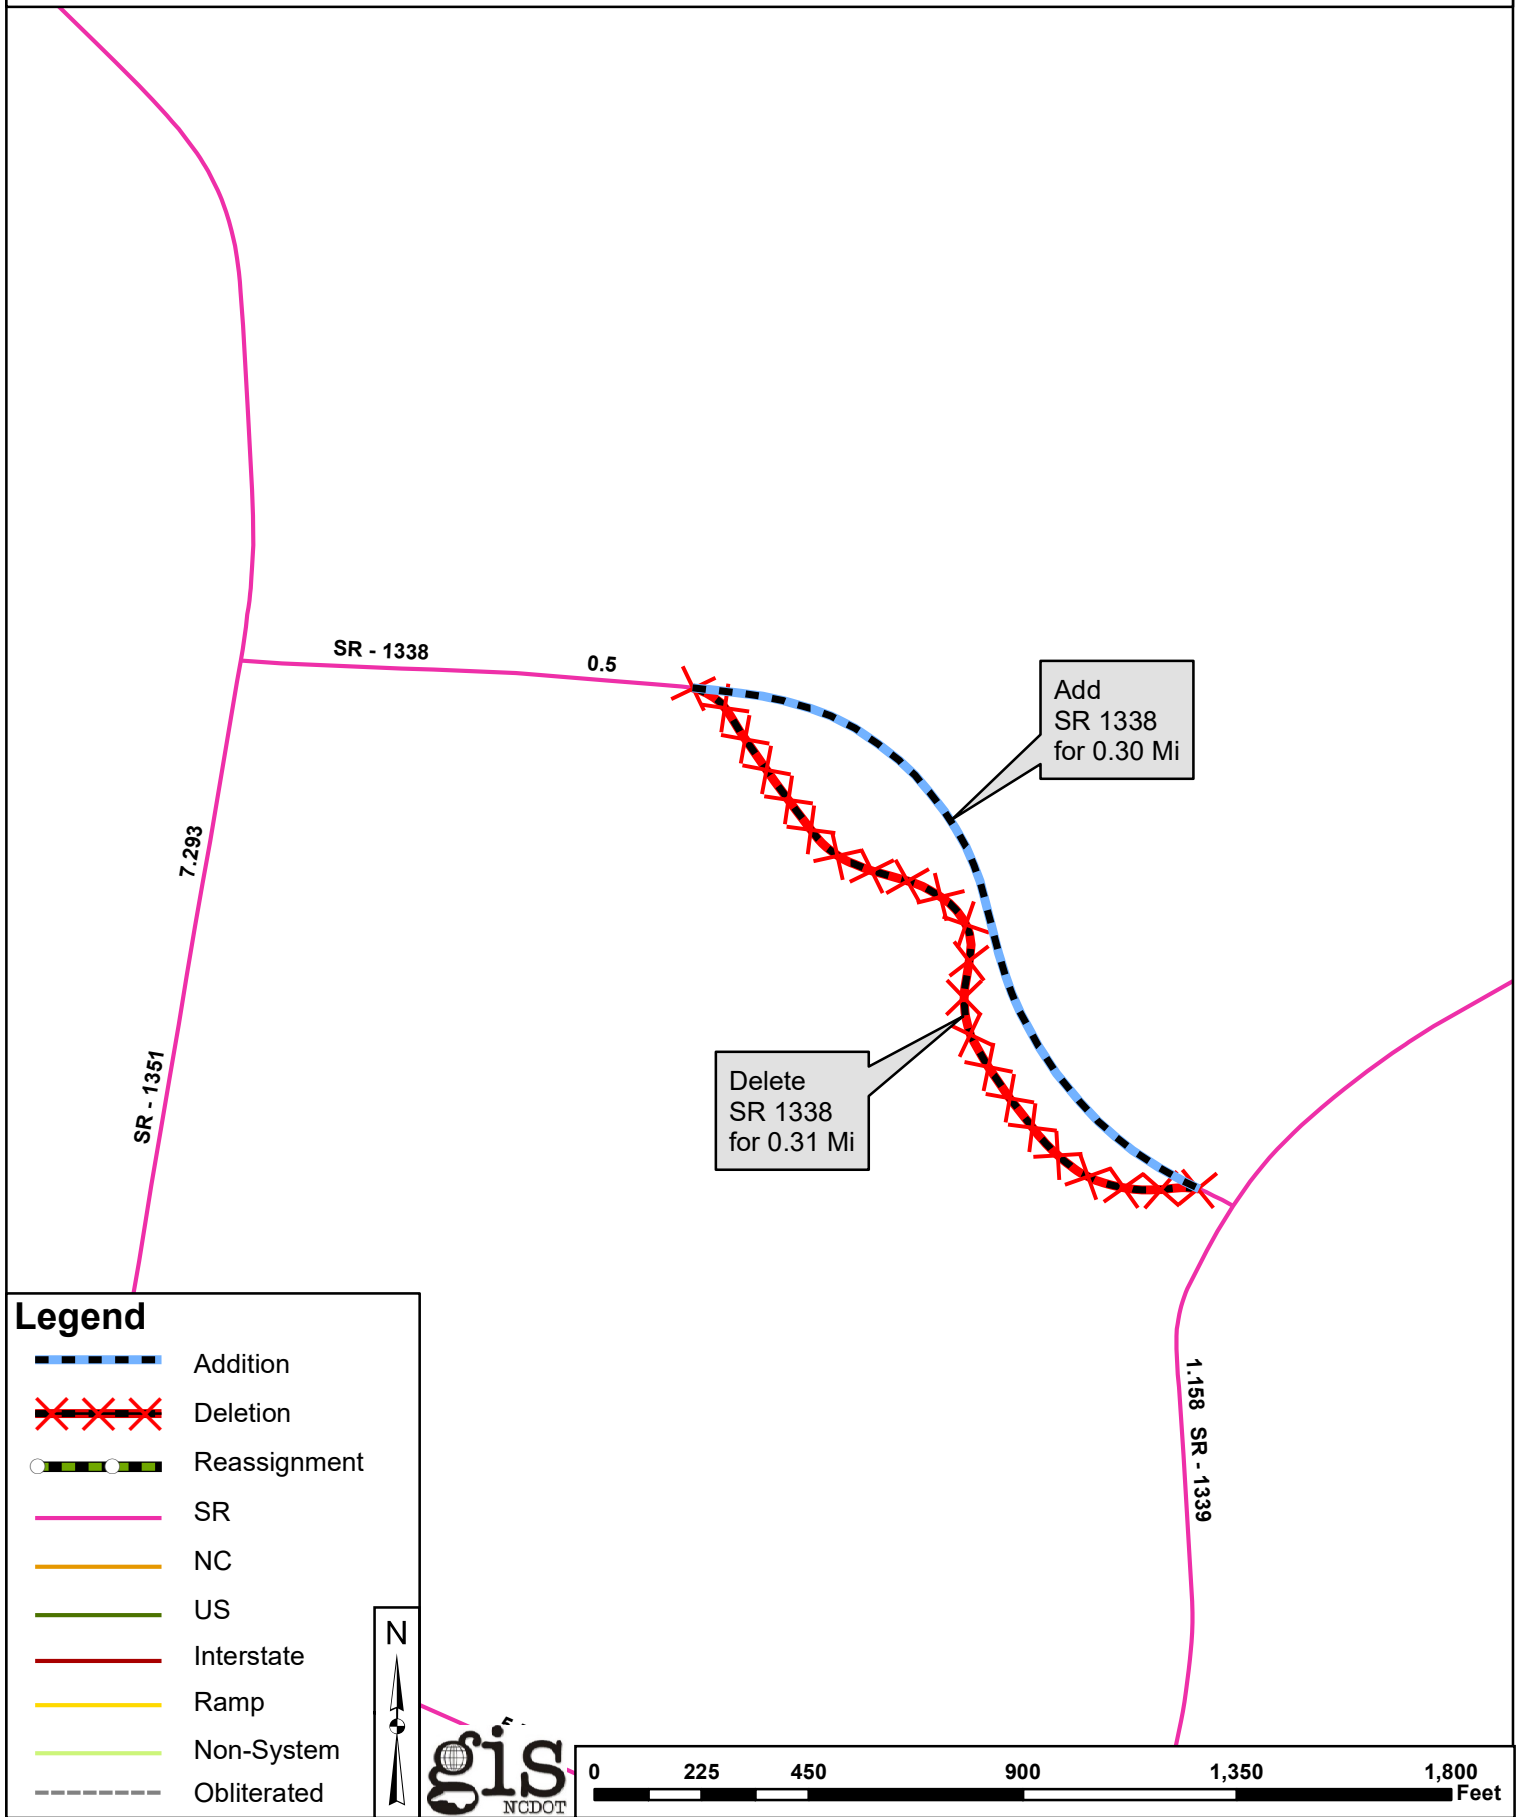 SR - 1338
0.5
Add
SR 1338
for 0.30 Mi
7.293
SR - 1351
Delete
SR 1338
for 0.31 Mi
1.158 SR - 1339
Legend
Addition
Deletion
Reassignment
SR
NC
US
Interstate
Ramp
Non-System
Obliterated
N
gis
NCDOT
0 225 450 900 1,350 1,800
Feet